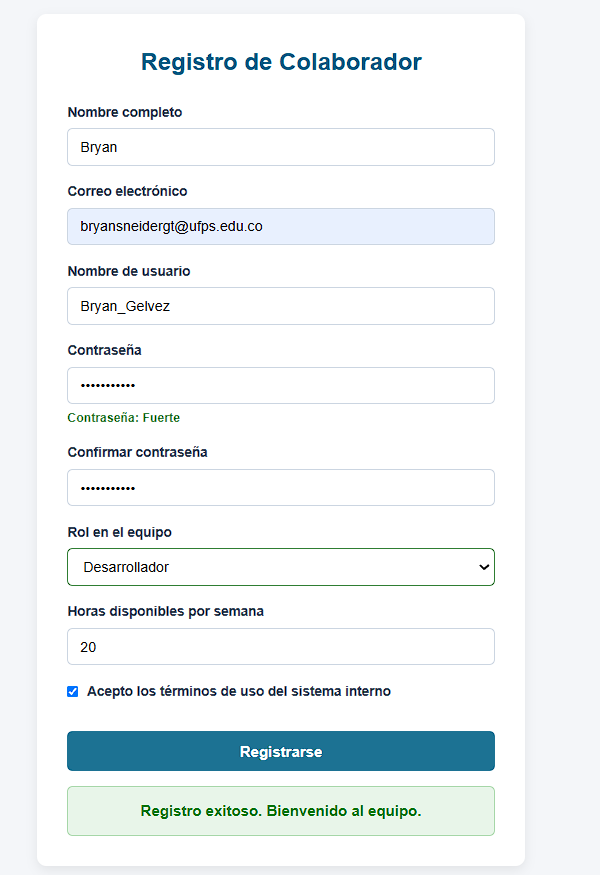 Registro de Colaborador
Nombre completo
Bryan
Correo electrónico
bryansneidergt@ufps.edu.co
Nombre de usuario
Bryan_Gelvez
Contraseña
•••••••••••
Contraseña: Fuerte
Confirmar contraseña
•••••••••••
Rol en el equipo
Desarrollador
Horas disponibles por semana
20
Acepto los términos de uso del sistema interno
Registrarse
Registro exitoso. Bienvenido al equipo.